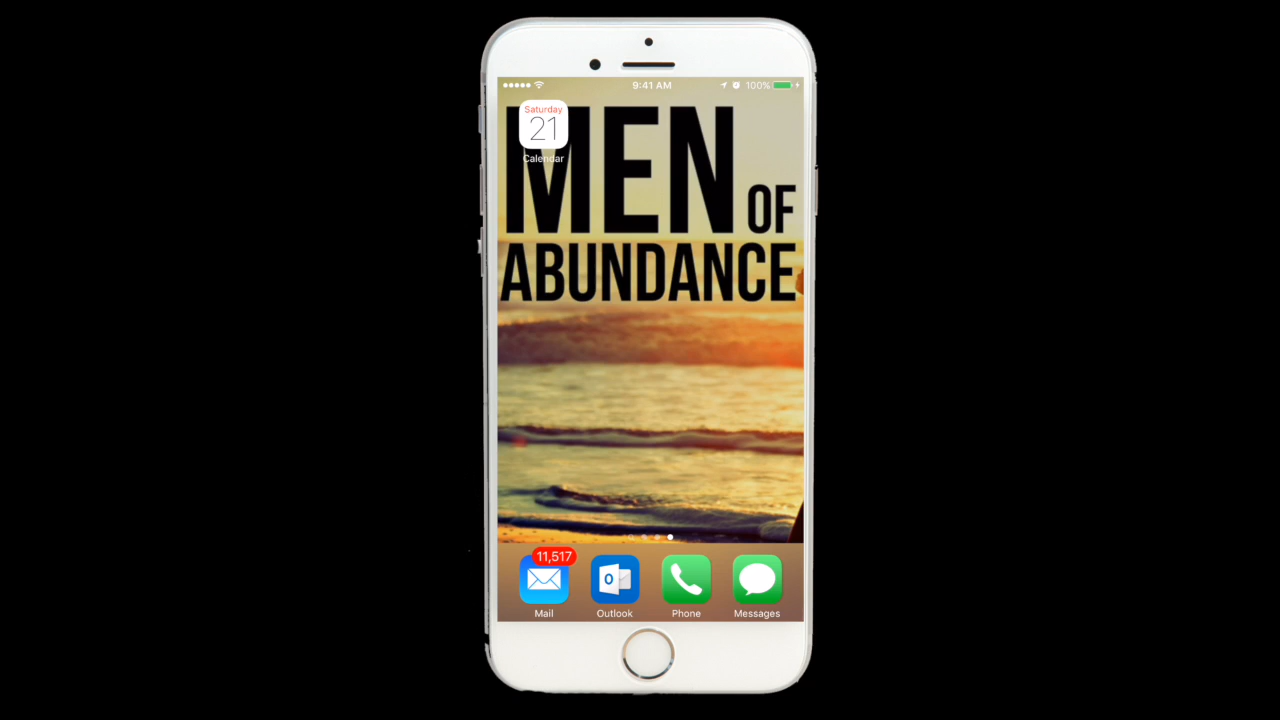 9:41 AM 100%
Saturday
21
Calendar
MEN OF
ABUNDANCE
11,517
O
Mail Outlook Phone Messages